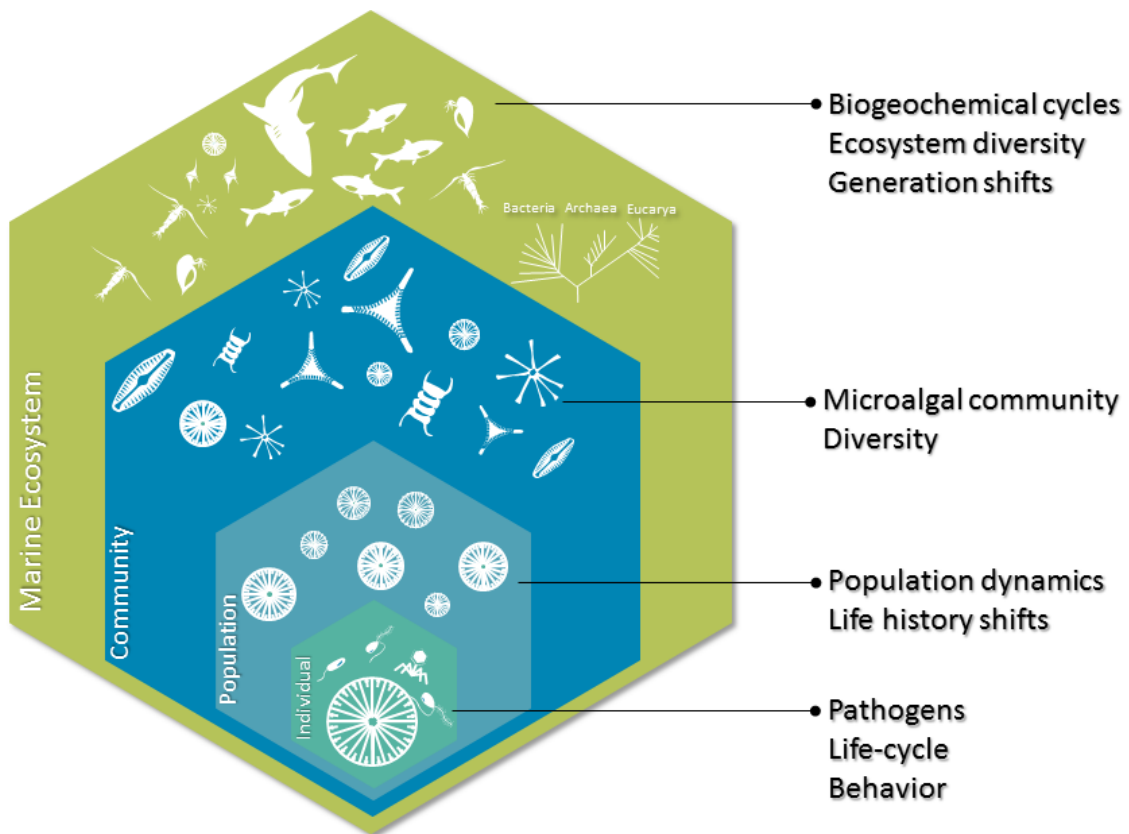 Biogeochemical cycles
Ecosystem diversity
Generation shifts
Bacteria Archaea Eucarya
Marine Ecosystem
Community
Microalgal community
Diversity
Population
Population dynamics
Life history shifts
Individual
Pathogens
Life-cycle
Behavior